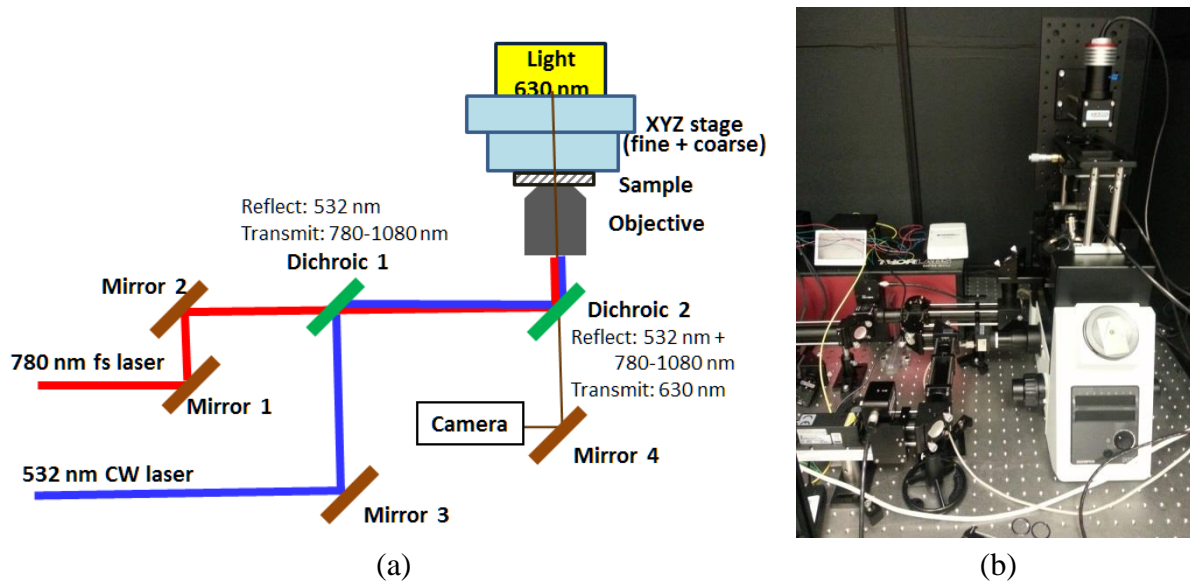 Light
630 nm
XYZ stage
(fine + coarse)
Sample
Objective
Reflect: 532 nm
Transmit: 780-1080 nm
Dichroic 1
Mirror 2
780 nm fs laser
Mirror 1
Dichroic 2
Reflect: 532 nm +
780-1080 nm
Transmit: 630 nm
Camera
Mirror 4
532 nm CW laser
Mirror 3
(a)
(b)